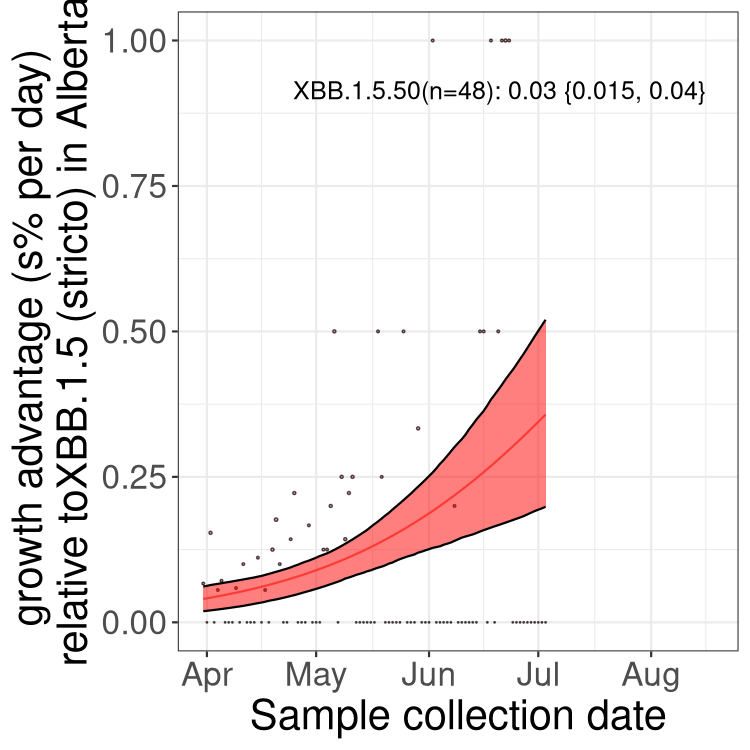 growth advantage (s% per day)
relative toXBB.1.5 (stricto) in Alberta
1.00
0.75
0.50
0.25
0.00
XBB.1.5.50(n=48): 0.03 {0.015, 0.04}
Apr May Jun Jul Aug
Sample collection date